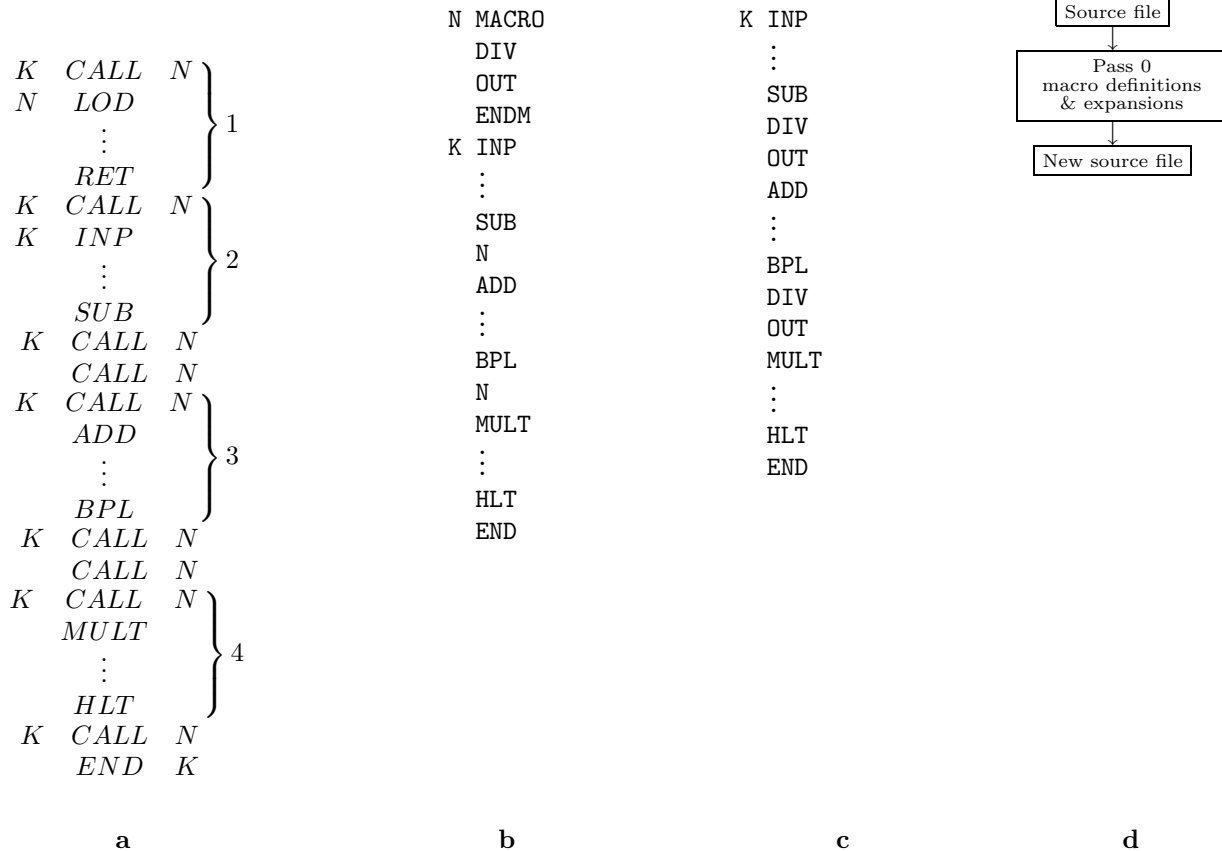 K CALL N
N LOD
⋮
RET
1
K CALL N
K INP
⋮
SUB
2
K CALL N
CALL N
K CALL N
ADD
⋮
BPL
3
K CALL N
CALL N
K CALL N
MULT
⋮
HLT
4
K CALL N
END K
a
N MACRO
DIV
OUT
ENDM
K INP
⋮
SUB
N
ADD
⋮
BPL
N
MULT
⋮
HLT
END
b
K INP
⋮
SUB
DIV
OUT
ADD
⋮
BPL
DIV
OUT
MULT
⋮
HLT
END
c
Source file
Pass 0
macro definitions
& expansions
New source file
d